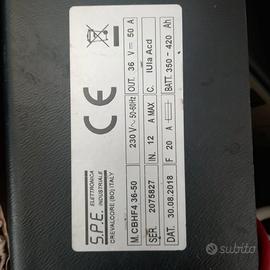 S.P.E. ELETTRONICA
INDUSTRIALE
CREVALCORE (BO) ITALY
CE
M. CBHF4 36-50
230 V ~ 50-60Hz
OUT. 36 V = 50 A
SER. 2075827
IN. 12 A MAX
C. IUIa Acd
DAT. 30.08.2018
F 20 A
BATT. 350 - 420 Ah
subito